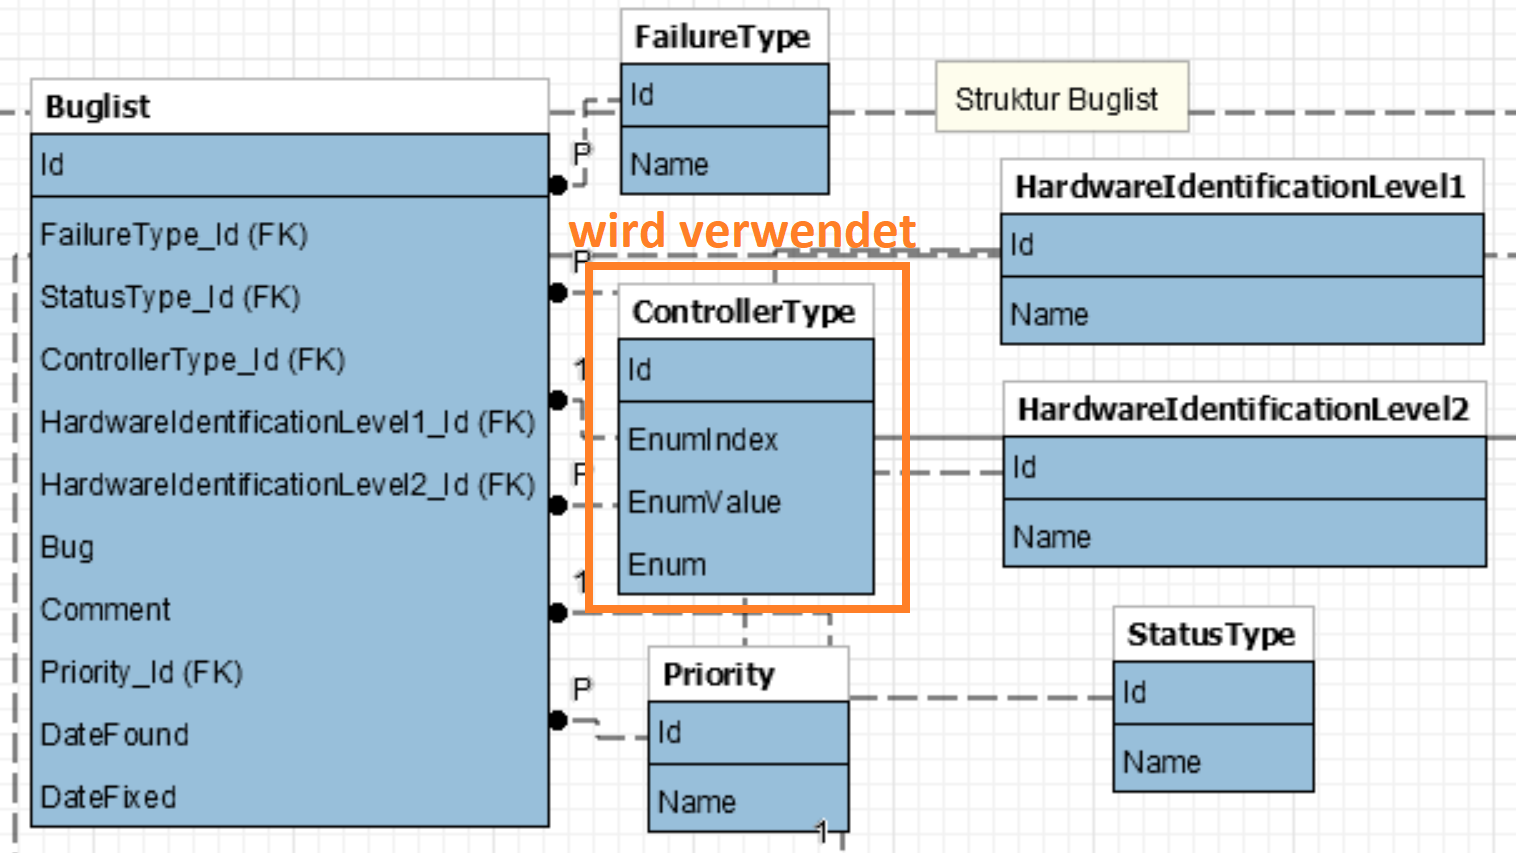 Buglist
Id
FailureType_Id (FK)
StatusType_Id (FK)
ControllerType_Id (FK)
HardwareIdentificationLevel1_Id (FK)
HardwareIdentificationLevel2_Id (FK)
Bug
Comment
Priority_Id (FK)
DateFound
DateFixed
P
P
1
P
1
P
FailureType
Id
Name
wird verwendet
ControllerType
Id
EnumIndex
EnumValue
Enum
Priority
Id
Name
1
Struktur Buglist
HardwareIdentificationLevel1
Id
Name
HardwareIdentificationLevel2
Id
Name
StatusType
Id
Name